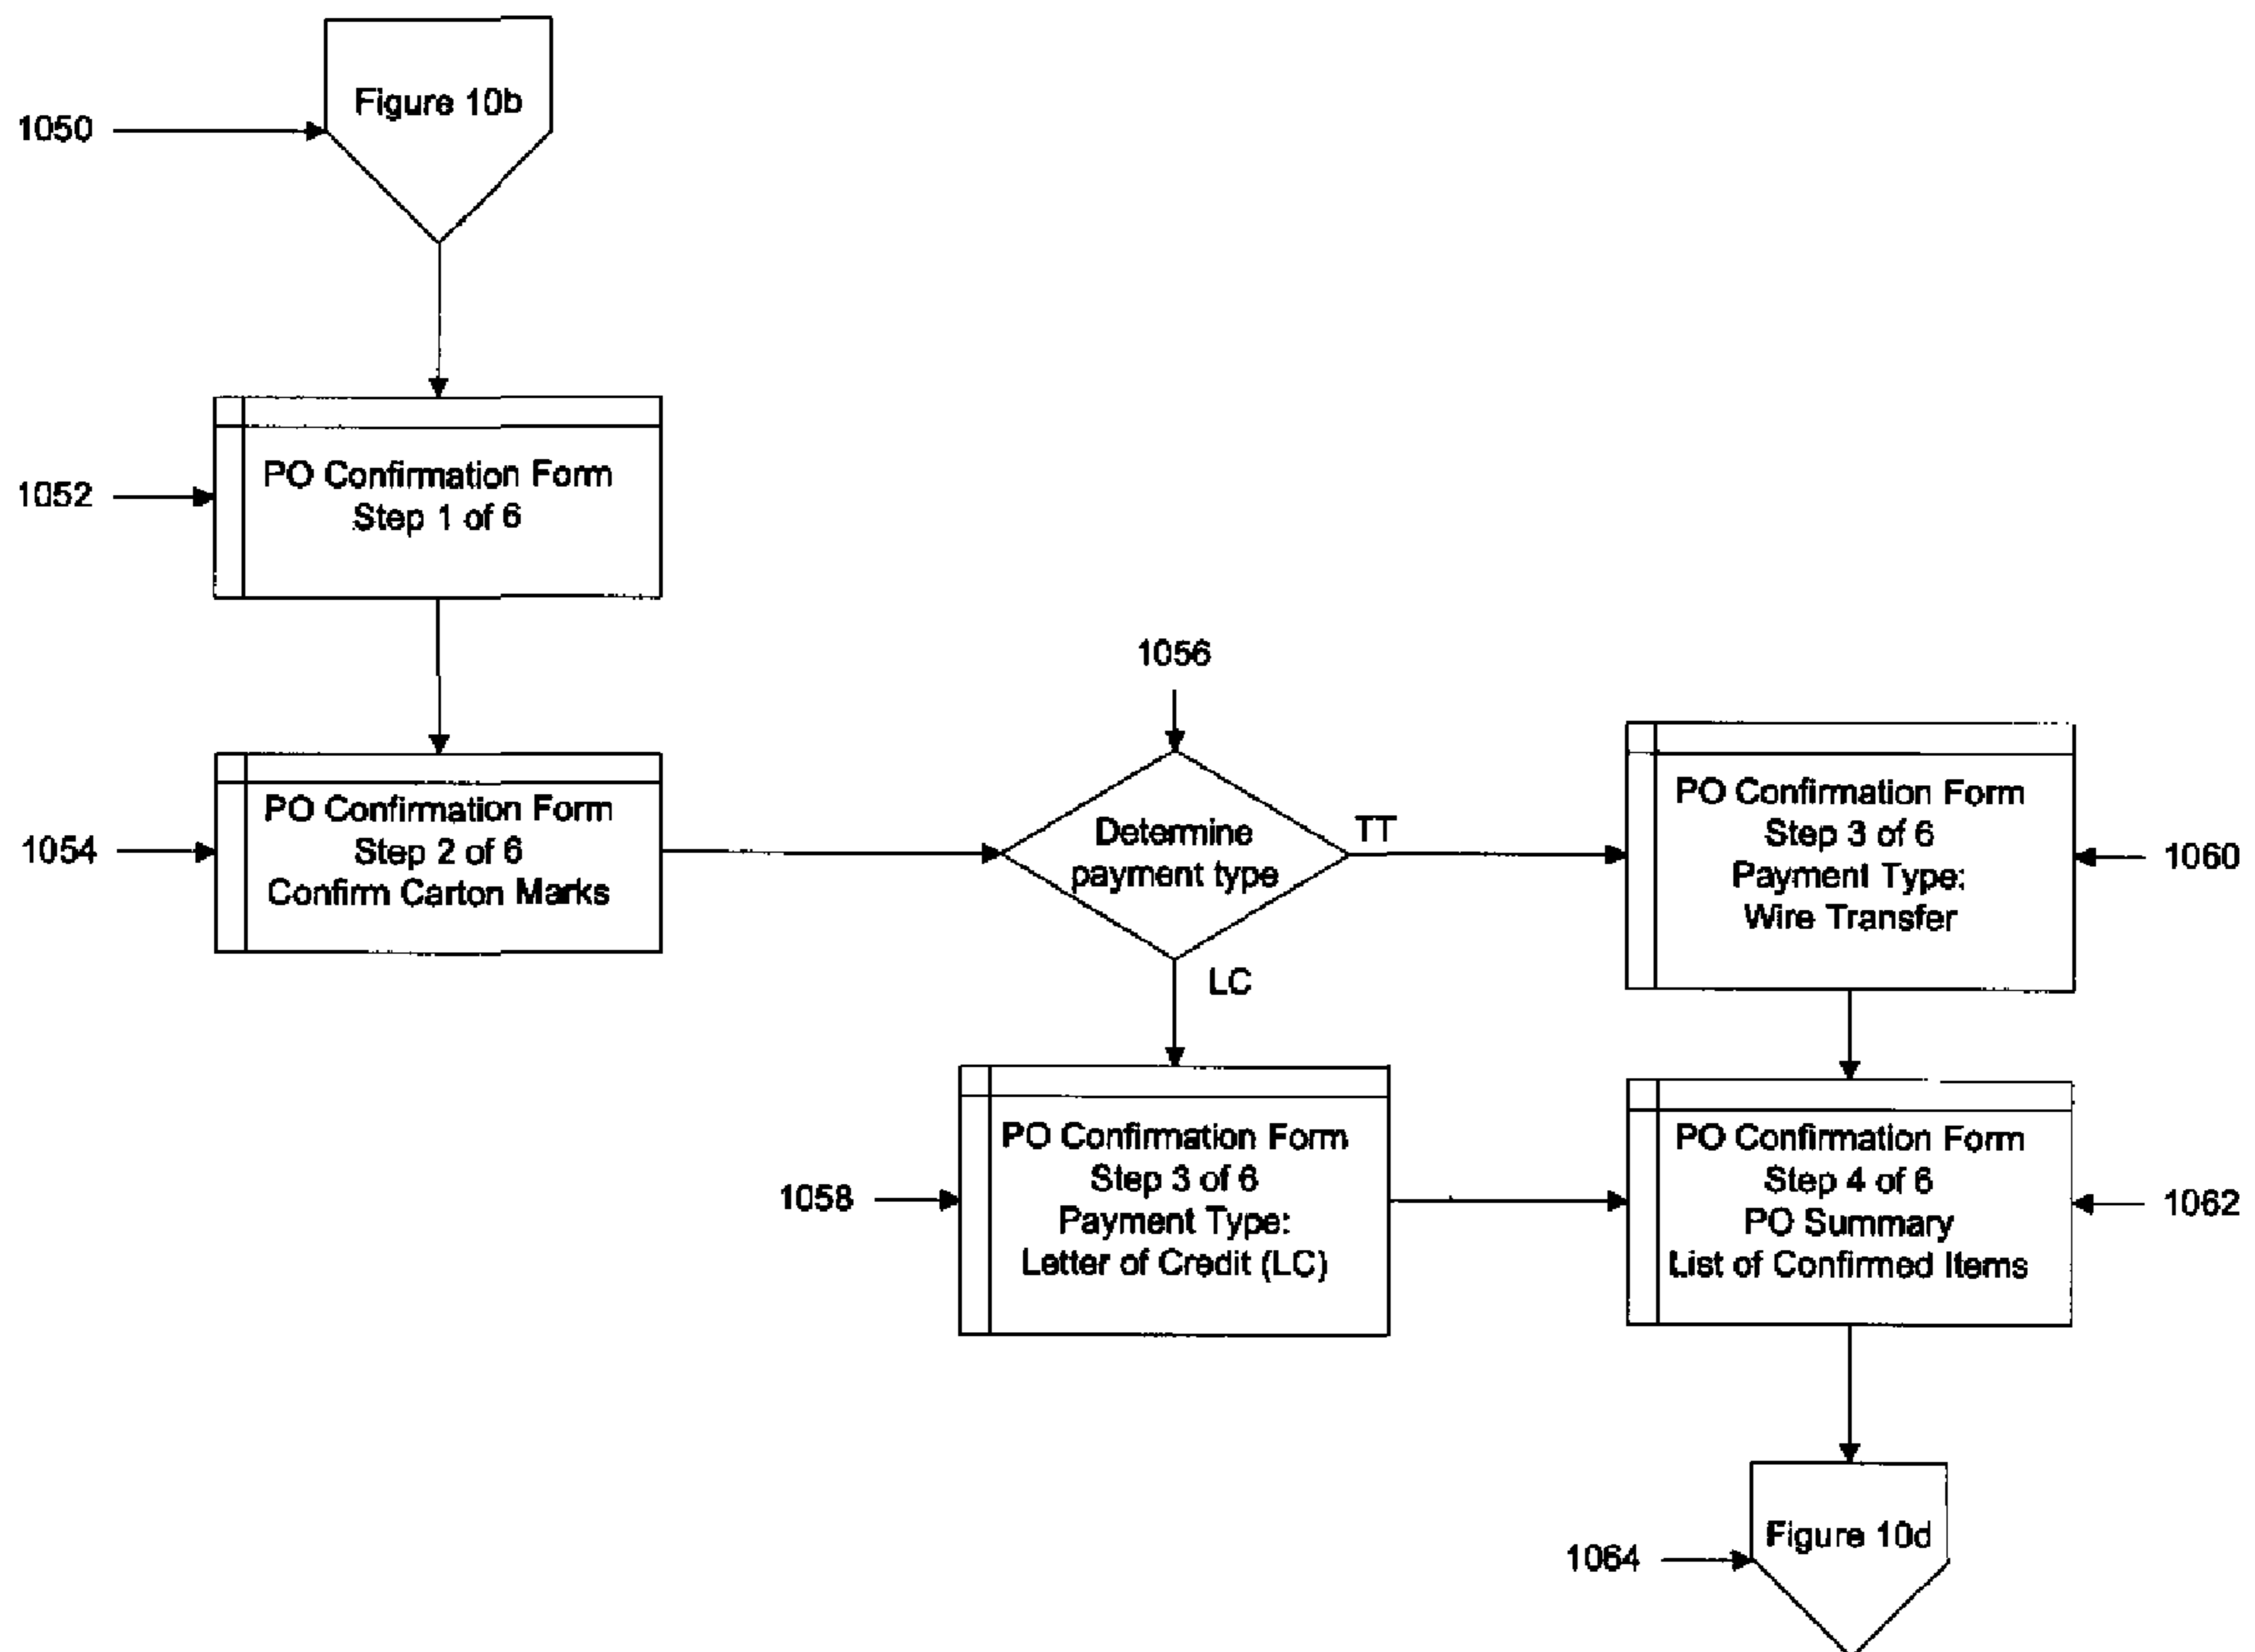 Figure 10b
1050
1052
PO Confirmation Form
Step 1 of 6
1054
PO Confirmation Form
Step 2 of 6
Confirm Carton Marks
1056
Determine
payment type
TT
LC
PO Confirmation Form
Step 3 of 6
Payment Type:
Wire Transfer
1060
1058
PO Confirmation Form
Step 3 of 6
Payment Type:
Letter of Credit (LC)
PO Confirmation Form
Step 4 of 6
PO Summary
List of Confirmed Items
1062
1064
Figure 10d